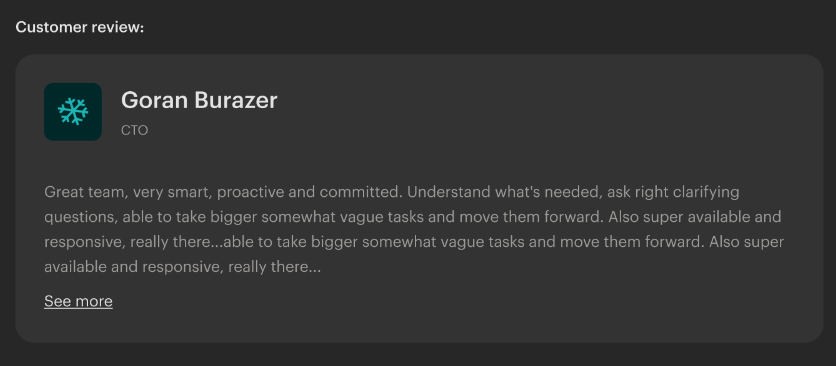 Customer review:
Goran Burazer
CTO
Great team, very smart, proactive and committed. Understand what's needed, ask right clarifying
questions, able to take bigger somewhat vague tasks and move them forward. Also super available and
responsive, really there...able to take bigger somewhat vague tasks and move them forward. Also super
available and responsive, really there...
See more